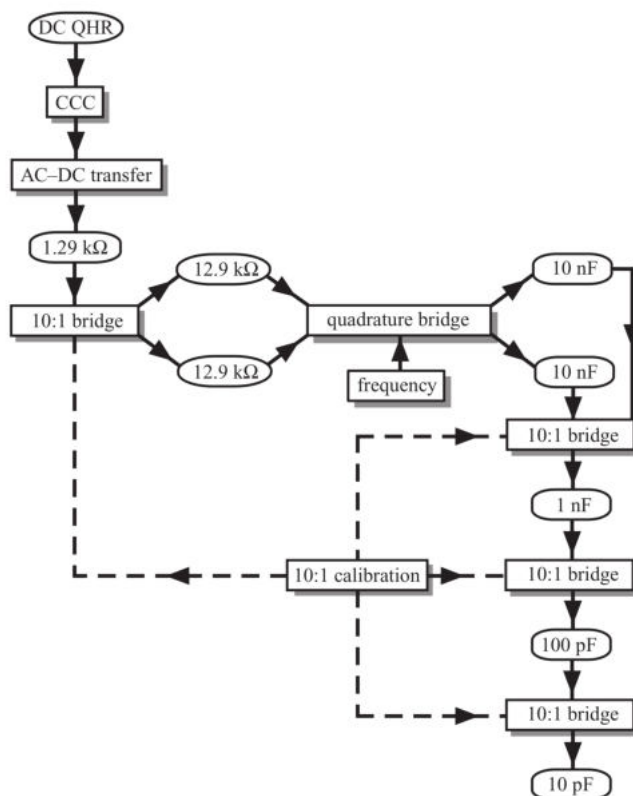 DC QHR
CCC
AC–DC transfer
1.29 kΩ
10:1 bridge
12.9 kΩ
12.9 kΩ
quadrature bridge
frequency
10 nF
10 nF
10:1 bridge
1 nF
10:1 calibration
10:1 bridge
100 pF
10:1 bridge
10 pF